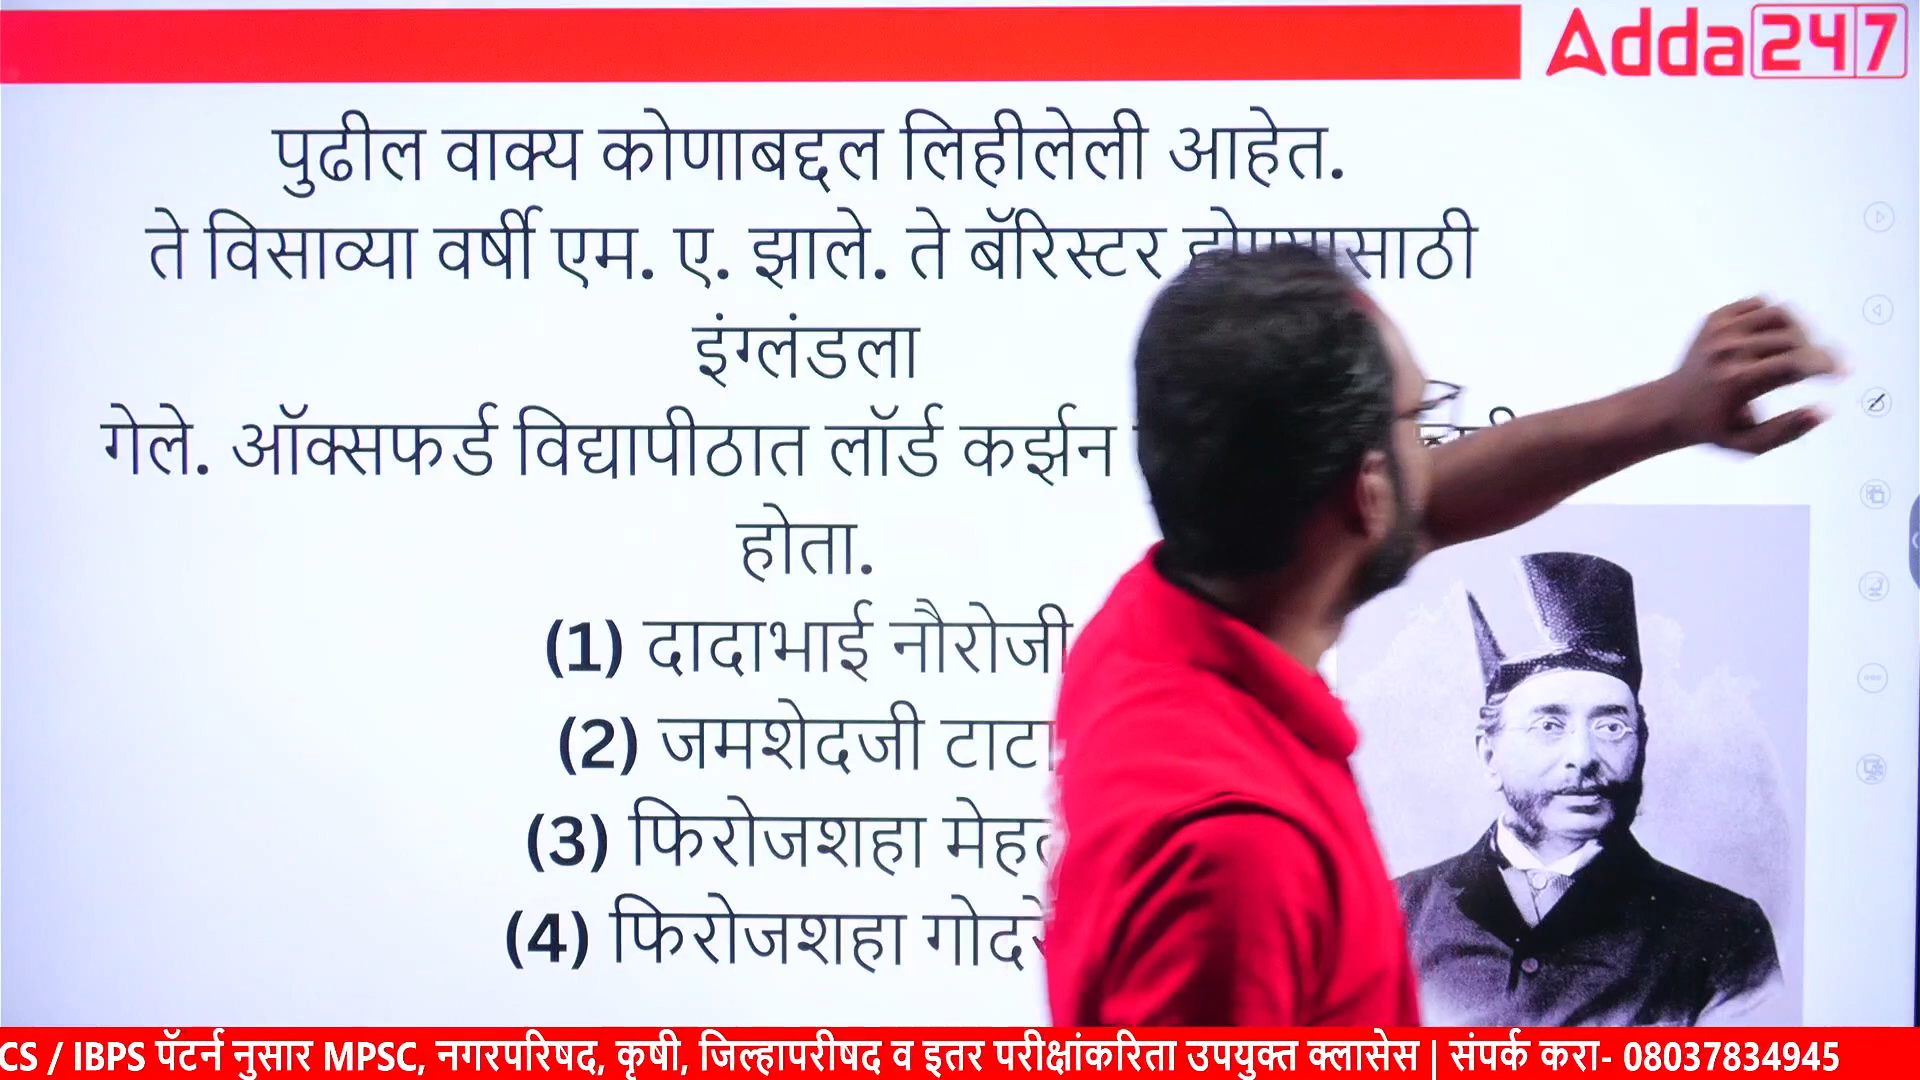 Adda247
पुढील वाक्य कोणाबद्दल लिहीलेली आहेत.
ते विसाव्या वर्षी एम. ए. झाले. ते बॅरिस्टर
इंग्लंडला
गेले. ऑक्सफर्ड विद्यापीठात लॉर्ड कर्झन
होता.
(1) दादाभाई नौरोजी
(2) जमशेदजी टाटा
(3) फिरोजशहा
(4) फिरोजशहा
CS / IBPS पॅटर्न नुसार MPSC, नगरपरिषद, कृषी, जिल्हापरीषद व इतर परीक्षांकरिता उपयुक्त क्लासेस | संपर्क करा- 08037834945